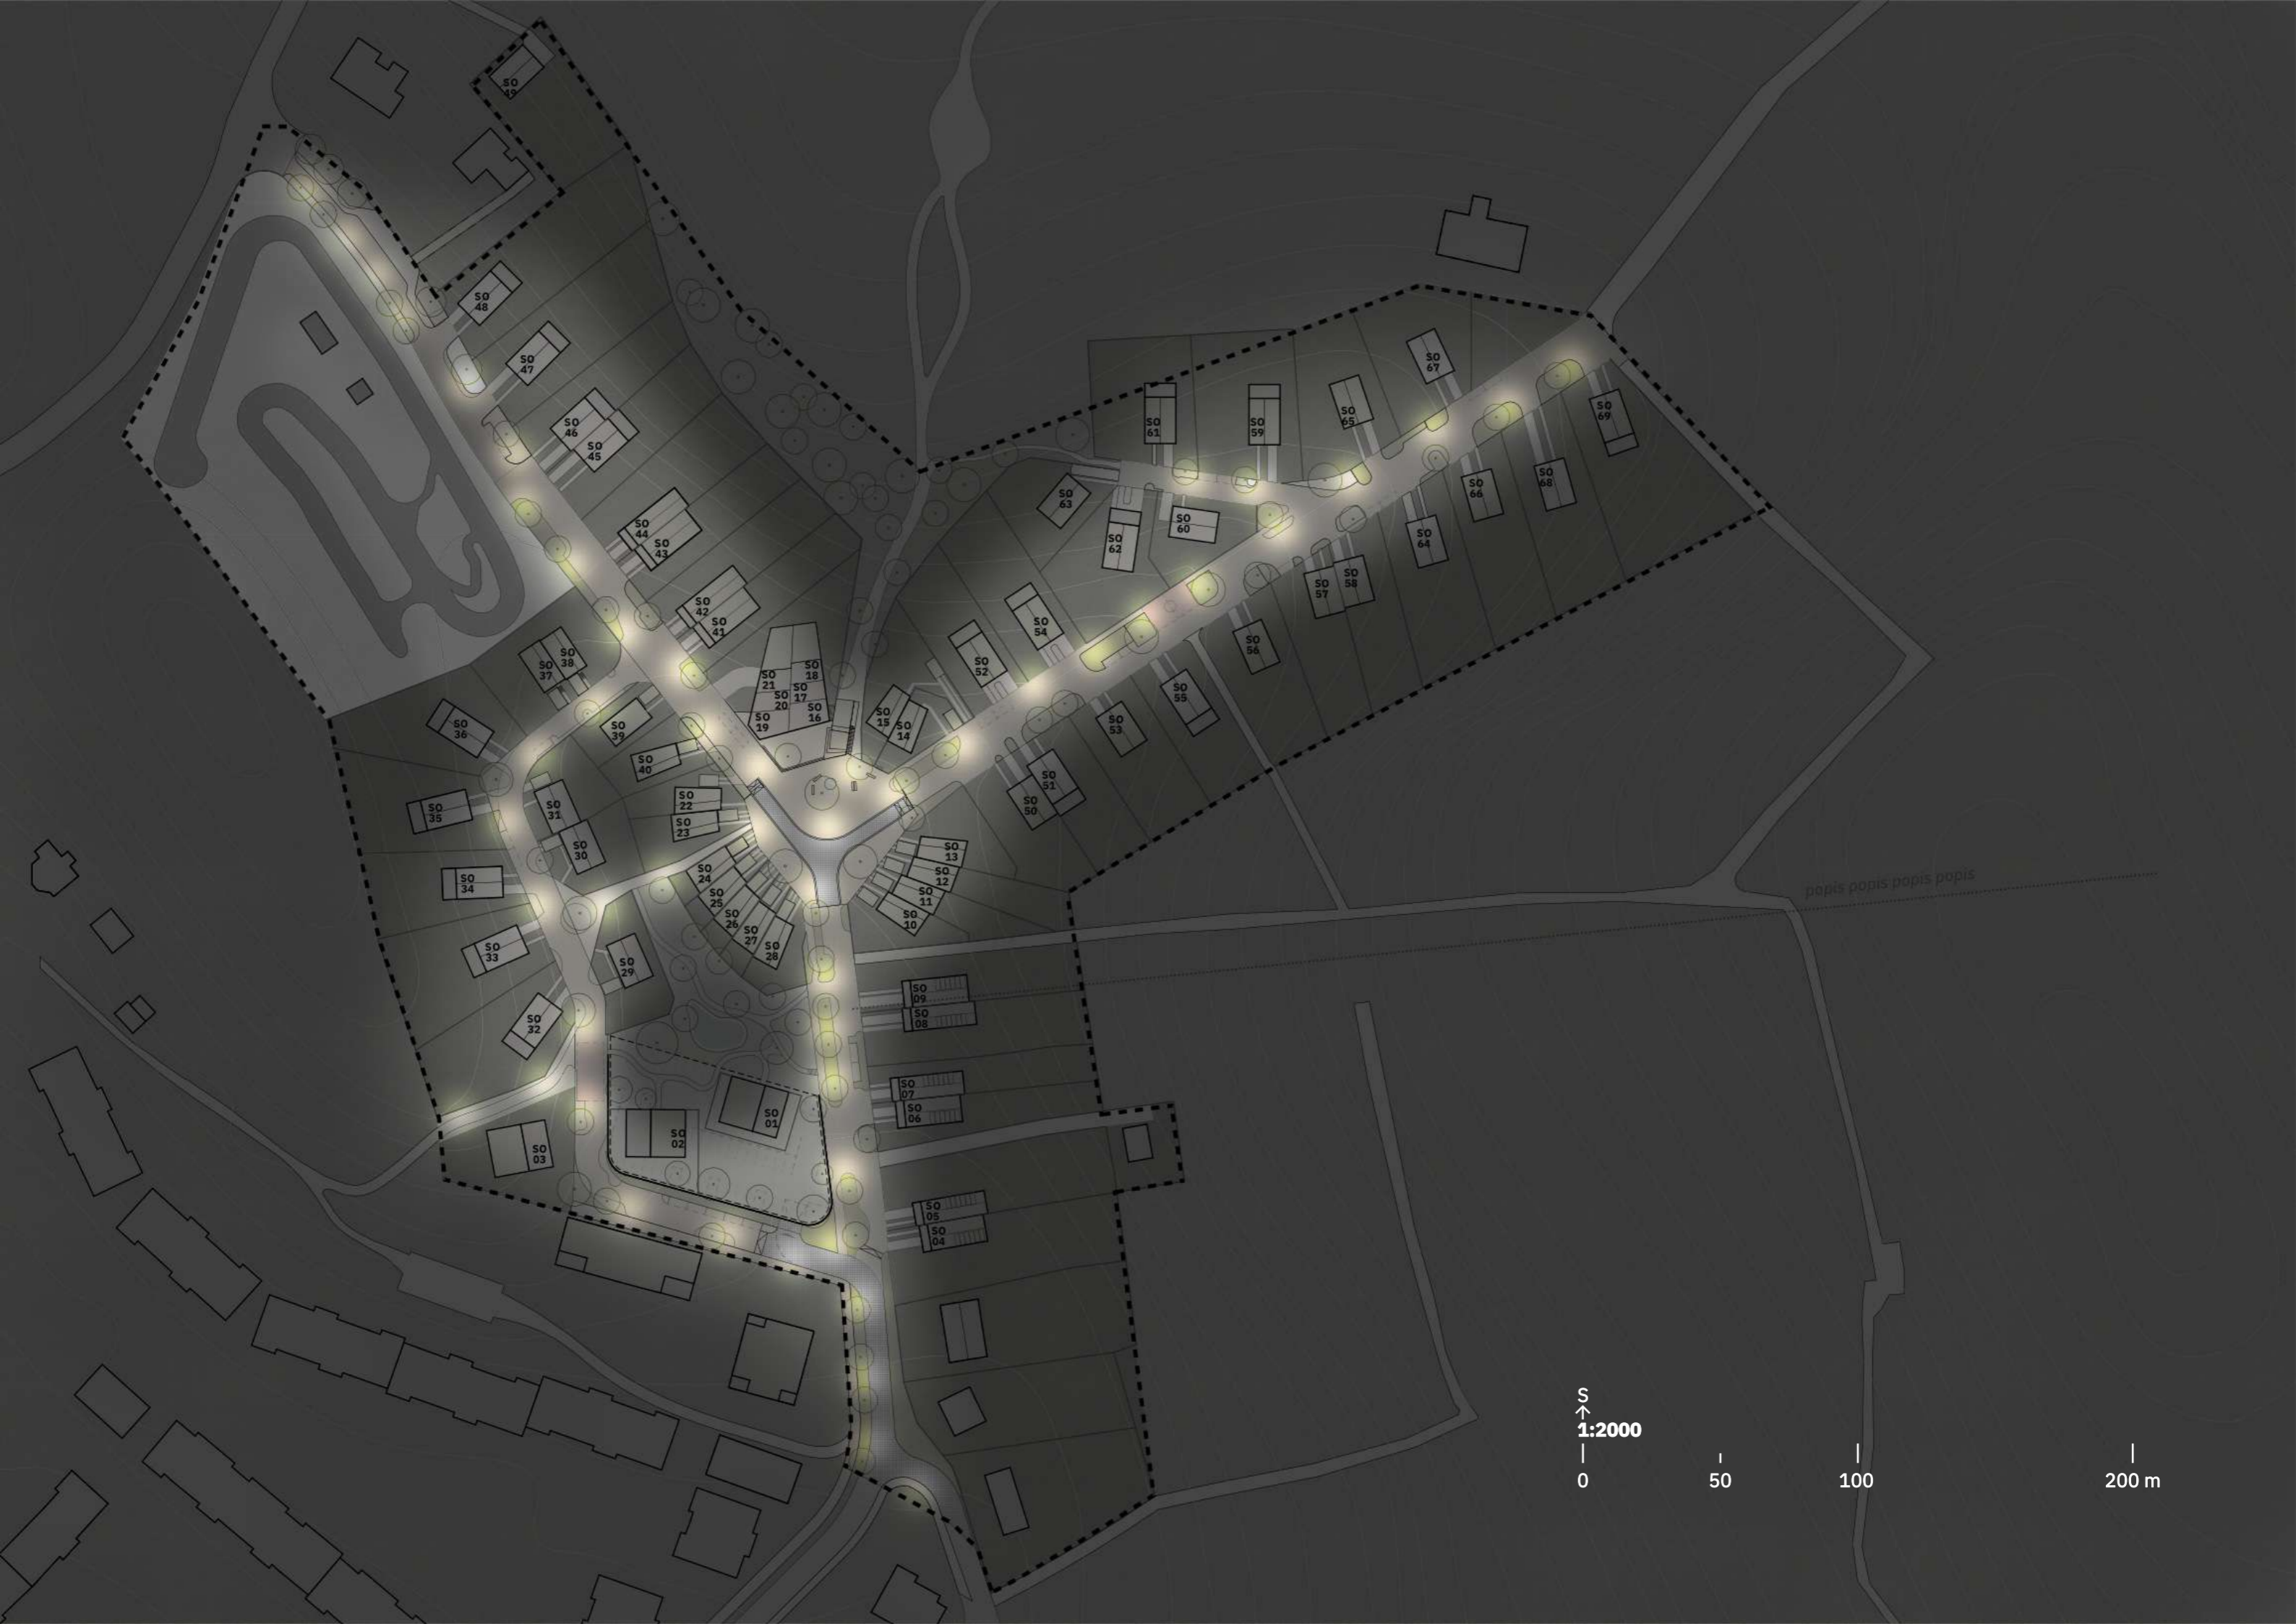 SO
49
SO
48
SO
47
SO
46
SO
45
SO
44
SO
43
SO
42
SO
41
SO
38
SO
37
SO
39
SO
36
SO
40
SO
35
SO
31
SO
30
SO
34
SO
33
SO
29
SO
32
SO
03
SO
02
SO
01
SO
22
SO
23
SO
24
SO
25
SO
26
SO
27
SO
28
SO
21
SO
18
SO
17
SO
20
SO
16
SO
19
SO
15
SO
14
SO
13
SO
12
SO
11
SO
10
SO
09
SO
08
SO
07
SO
06
SO
05
SO
04
SO
67
SO
69
SO
65
SO
59
SO
61
SO
63
SO
62
SO
60
SO
68
SO
66
SO
64
SO
58
SO
57
SO
56
SO
54
SO
52
SO
55
SO
53
SO
51
SO
50
popis popis popis popis
S
1:2000
0
50
100
200 m